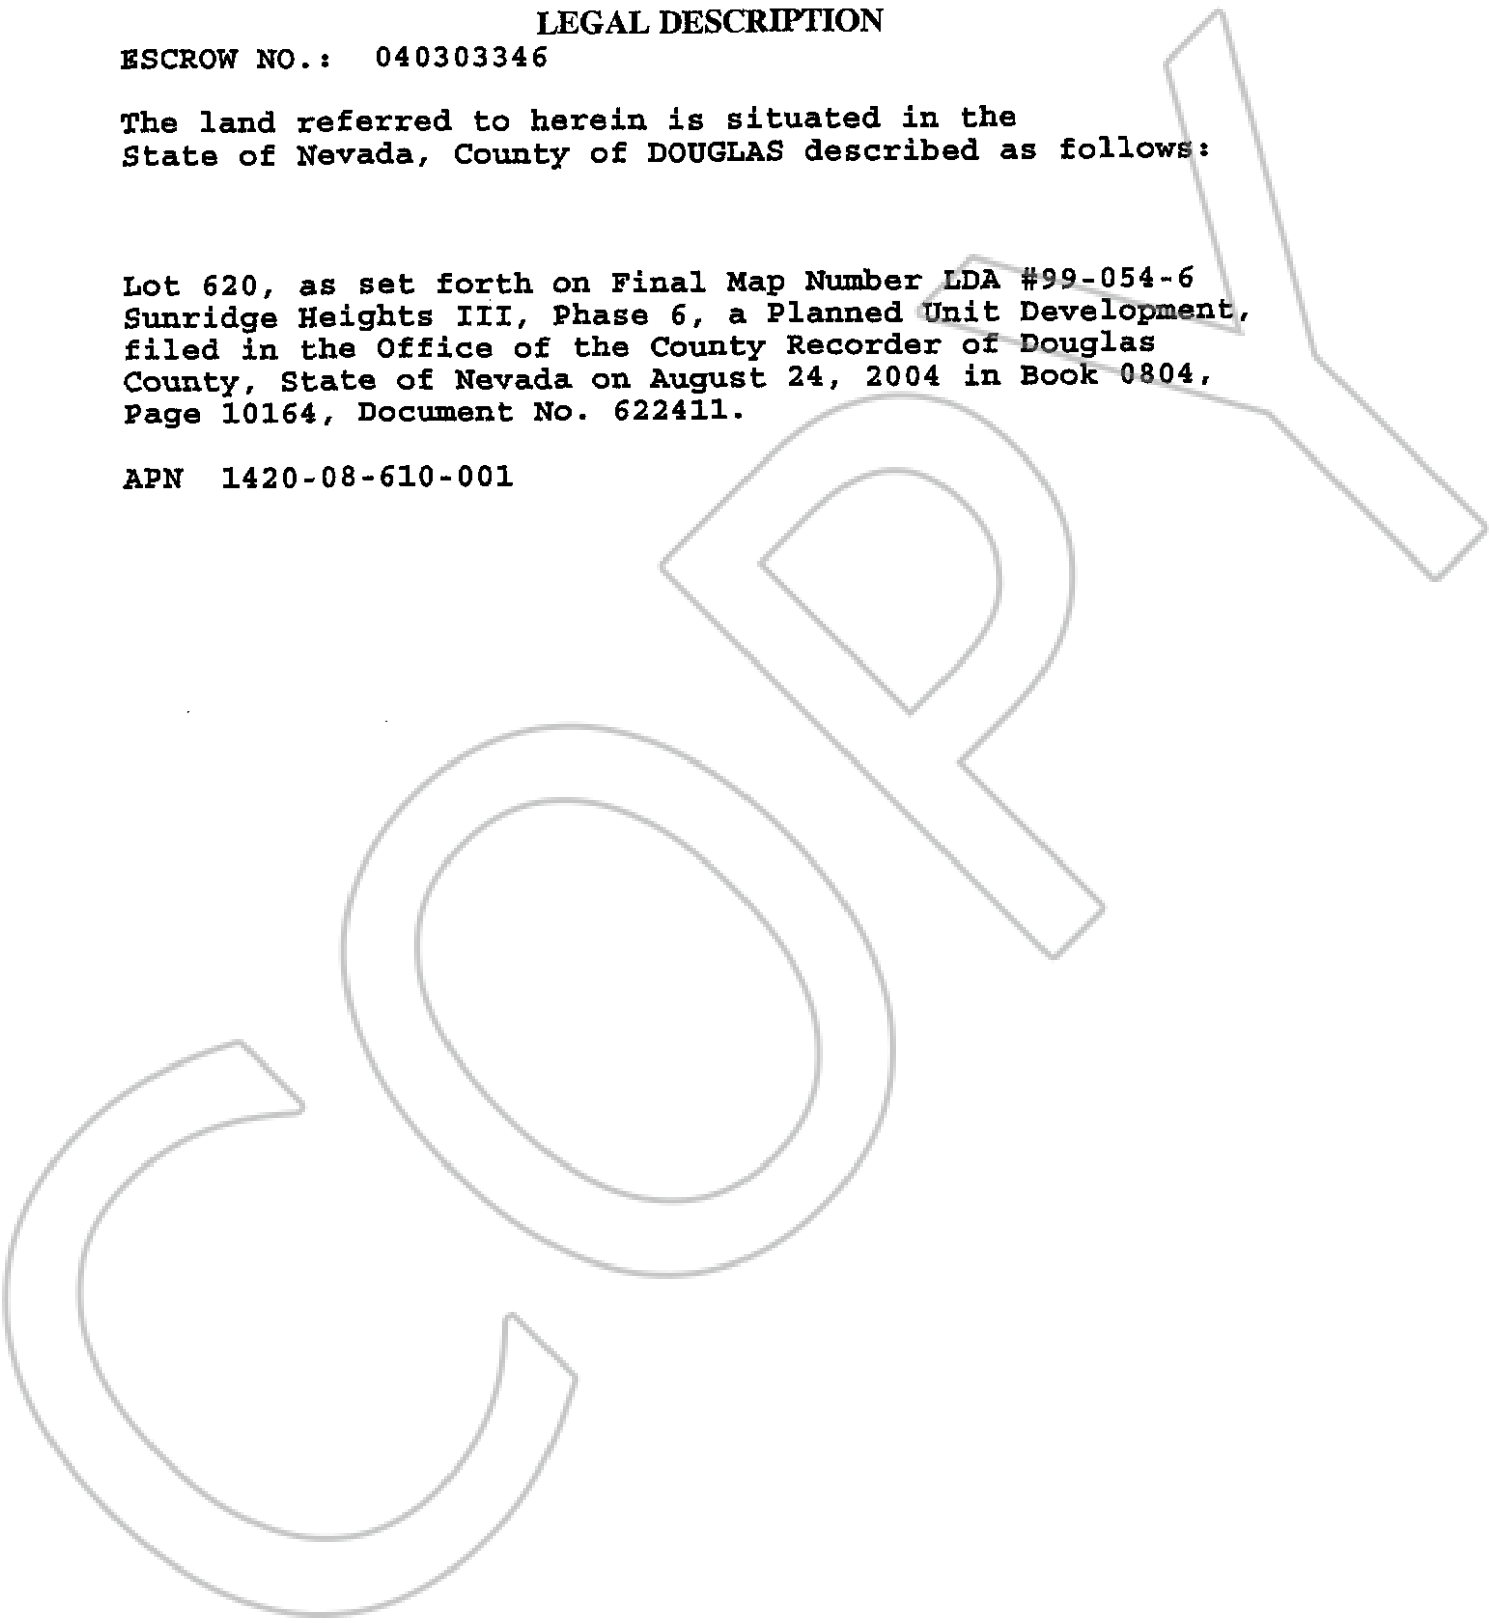 LEGAL DESCRIPTION
ESCROW NO.: 040303346
The land referred to herein is situated in the
State of Nevada, County of DOUGLAS described as follows:
Lot 620, as set forth on Final Map Number LDA #99-054-6
Sunridge Heights III, Phase 6, a Planned Unit Development,
filed in the Office of the County Recorder of Douglas
County, State of Nevada on August 24, 2004 in Book 0804,
Page 10164, Document No. 622411.
APN 1420-08-610-001
COPY